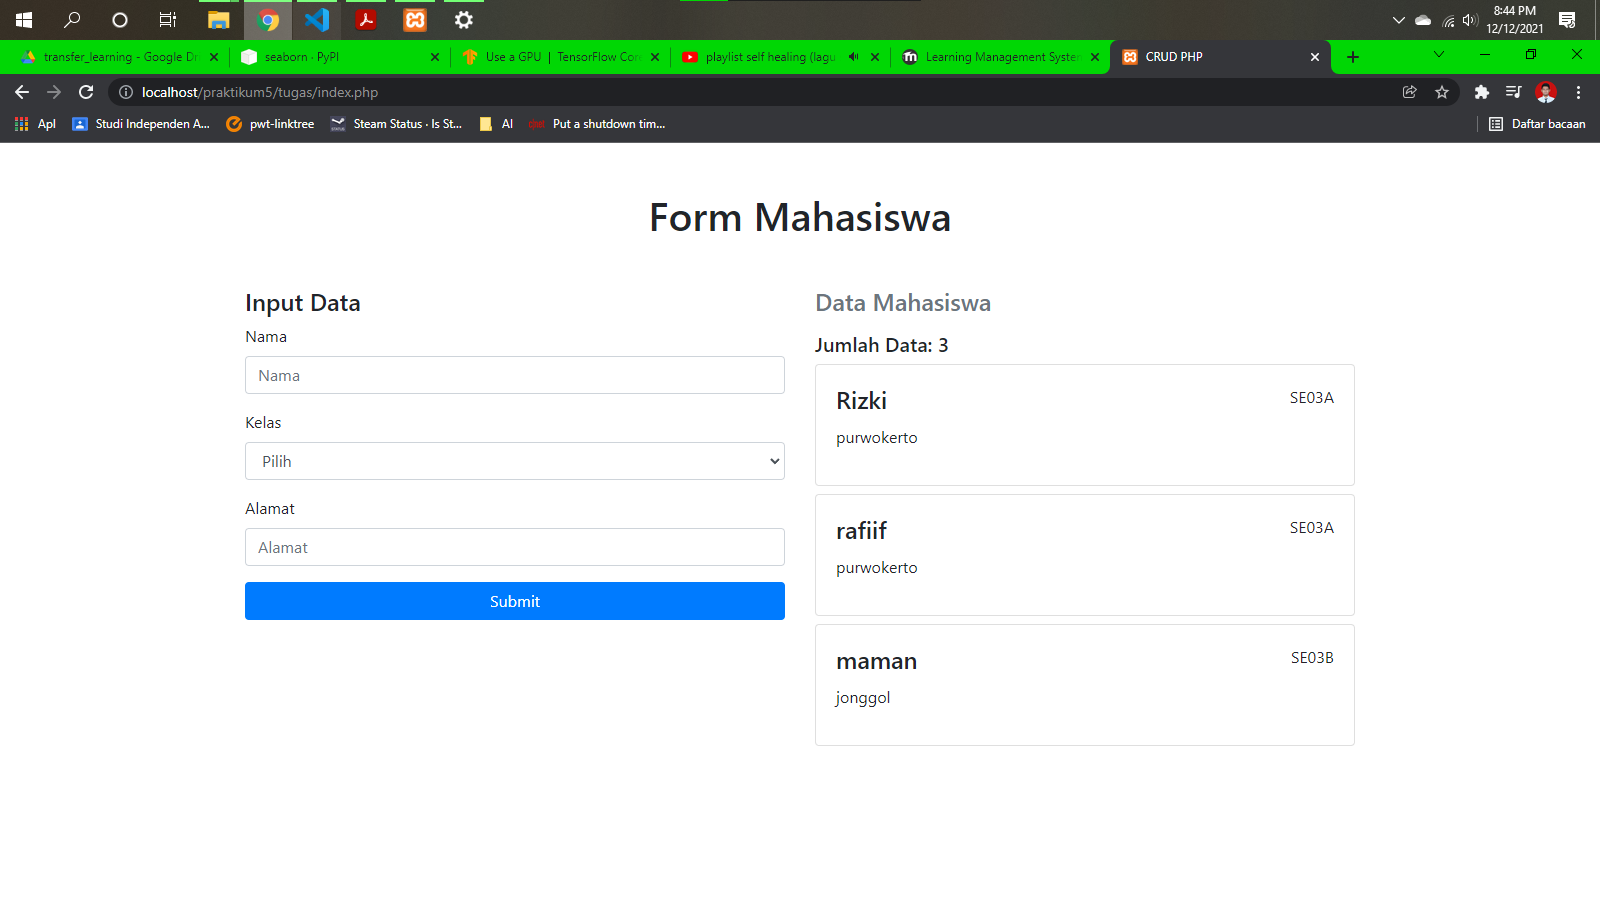 8:44 PM
12/12/2021
transfer_learning - Google Dri
seaborn · PyPI
Use a GPU | TensorFlow Core
playlist self healing (lagu
Learning Management System
CRUD PHP
localhost/praktikum5/tugas/index.php
Apl
Studi Independen A...
pwt-linktree
Steam Status · Is St...
AI
Put a shutdown tim...
Daftar bacaan
Form Mahasiswa
Input Data
Nama
Nama
Kelas
Pilih
Alamat
Alamat
Submit
Data Mahasiswa
Jumlah Data: 3
Rizki
SE03A
purwokerto
rafiif
SE03A
purwokerto
maman
SE03B
jonggol